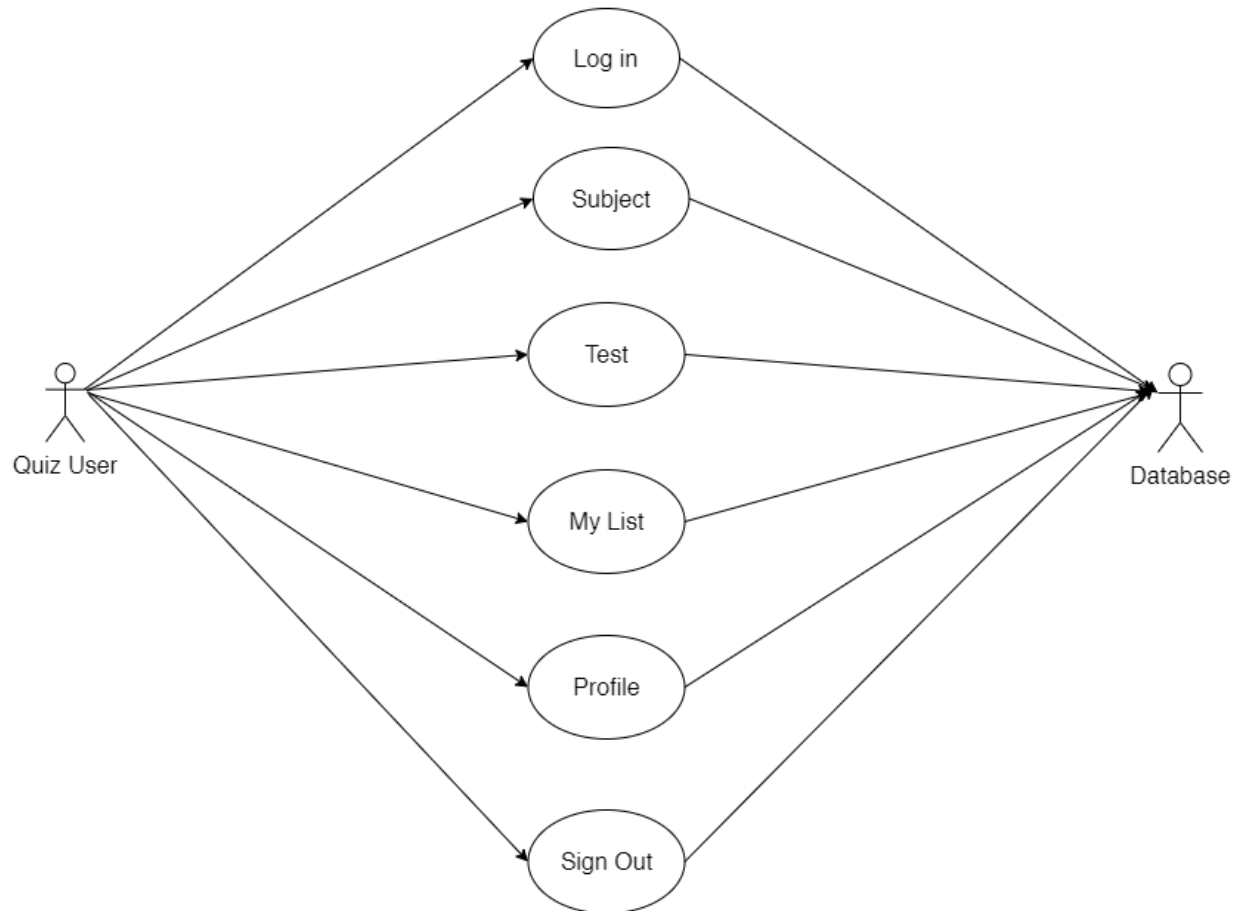 Log in
Subject
Test
Quiz User
Database
My List
Profile
Sign Out